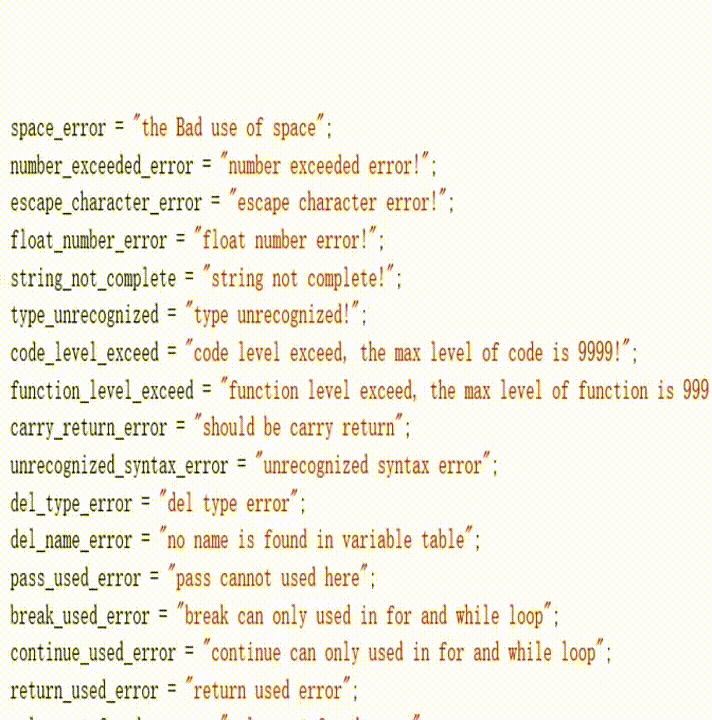 space_error = "the Bad use of space";
number_exceeded_error = "number exceeded error!";
escape_character_error = "escape character error!";
float_number_error = "float number error!";
string_not_complete = "string not complete!";
type_unrecognized = "type unrecognized!";
code_level_exceed = "code level exceed, the max level of code is 9999!";
function_level_exceed = "function level exceed, the max level of function is 999
carry_return_error = "should be carry return";
unrecognized_syntax_error = "unrecognized syntax error";
del_type_error = "del type error";
del_name_error = "no name is found in variable table";
pass_used_error = "pass cannot used here";
break_used_error = "break can only used in for and while loop";
continue_used_error = "continue can only used in for and while loop";
return_used_error = "return used error";